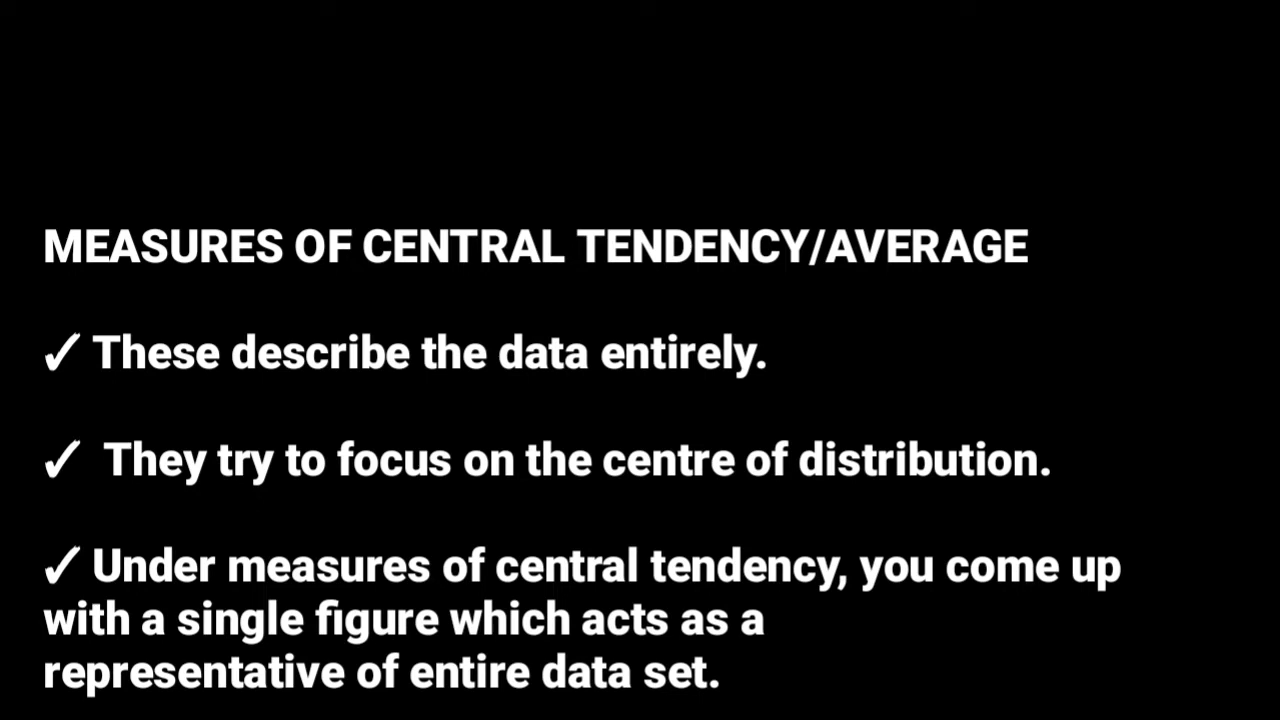 MEASURES OF CENTRAL TENDENCY/AVERAGE
✓ These describe the data entirely.
✓ They try to focus on the centre of distribution.
✓ Under measures of central tendency, you come up
with a single figure which acts as a
representative of entire data set.